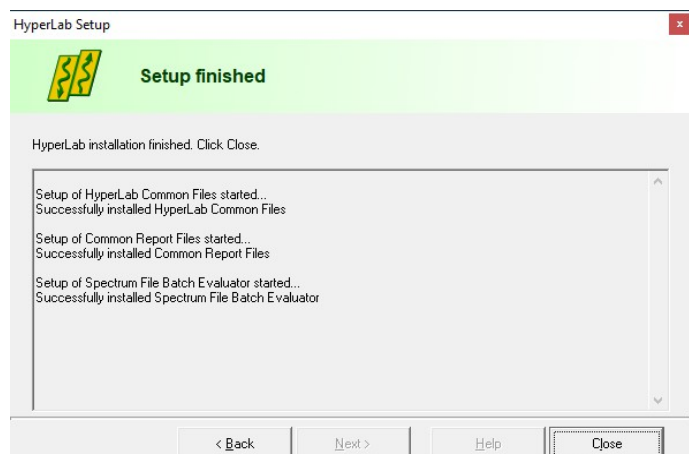 HyperLab Setup
x
Setup finished
HyperLab installation finished. Click Close.
Setup of HyperLab Common Files started...
Successfully installed HyperLab Common Files
Setup of Common Report Files started...
Successfully installed Common Report Files
Setup of Spectrum File Batch Evaluator started...
Successfully installed Spectrum File Batch Evaluator
< Back Next > Help Close